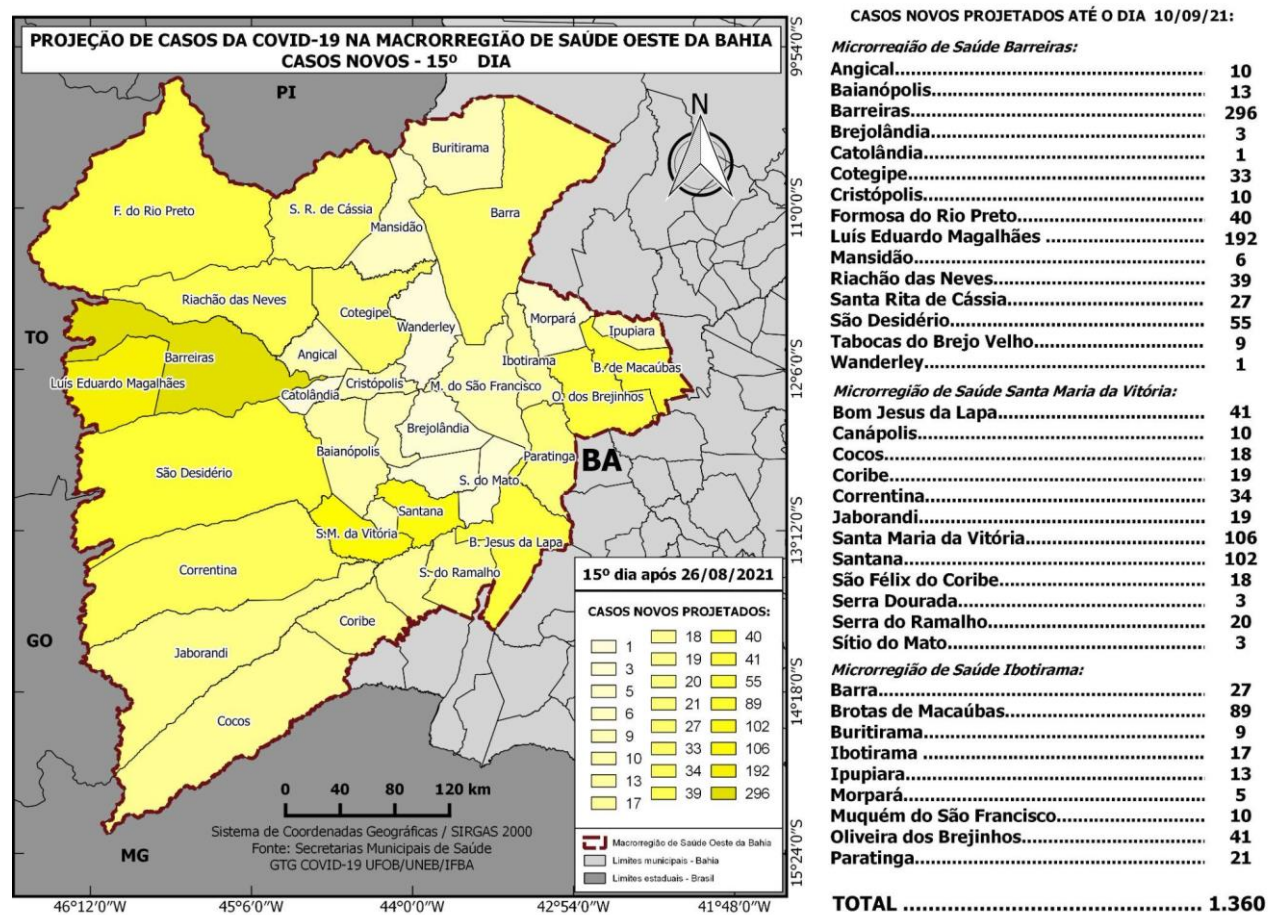 PROJEÇÃO DE CASOS DA COVID-19 NA MACRORREGIÃO DE SAÚDE OESTE DA BAHIA
CASOS NOVOS - 15º DIA
PI
N
Buritirama
F. do Rio Preto
S. R. de Cássia
Barra
Mansidão
Riachão das Neves
Cotegipe
Wanderley
Morpará
Ipupiara
TO
Angical
Barreiras
Ibotirama
B. de Macaúbas
Luís Eduardo Magalhães
Cristópolis
M. do São Francisco
Catolândia
O. dos Brejinhos
Brejolândia
Baianópolis
Paratinga
BA
São Desidério
S. do Mato
Santana
S.M. da Vitória
B. Jesus da Lapa
Correntina
S. do Ramalho
Coribe
GO
Jaborandi
Cocos
MG
15º dia após 26/08/2021
CASOS NOVOS PROJETADOS:
1
3
5
6
9
10
13
17
18
19
20
21
27
33
34
39
40
41
55
89
102
106
192
296
Macrorregião de Saúde Oeste da Bahia
Limites municipais - Bahia
Limites estaduais - Brasil
0 40 80 120 km
Sistema de Coordenadas Geográficas / SIRGAS 2000
Fonte: Secretarias Municipais de Saúde
GTG COVID-19 UFOB/UNEB/IFBA
9°54'0"S
11°0'0"S
12°6'0"S
13°12'0"S
14°18'0"S
15°24'0"S
46°12'0"W 45°6'0"W 44°0'0"W 42°54'0"W 41°48'0"W
CASOS NOVOS PROJETADOS ATÉ O DIA 10/09/21:
Microrregião de Saúde Barreiras:
Angical 10
Baianópolis 13
Barreiras 296
Brejolândia 3
Catolândia 1
Cotegipe 33
Cristópolis 10
Formosa do Rio Preto 40
Luís Eduardo Magalhães 192
Mansidão 6
Riachão das Neves 39
Santa Rita de Cássia 27
São Desidério 55
Tabocas do Brejo Velho 9
Wanderley 1
Microrregião de Saúde Santa Maria da Vitória:
Bom Jesus da Lapa 41
Canápolis 10
Cocos 18
Coribe 19
Correntina 34
Jaborandi 19
Santa Maria da Vitória 106
Santana 102
São Félix do Coribe 18
Serra Dourada 3
Serra do Ramalho 20
Sítio do Mato 3
Microrregião de Saúde Ibotirama:
Barra 27
Brotas de Macaúbas 89
Buritirama 9
Ibotirama 17
Ipupiara 13
Morpará 5
Muquém do São Francisco 10
Oliveira dos Brejinhos 41
Paratinga 21
TOTAL 1.360